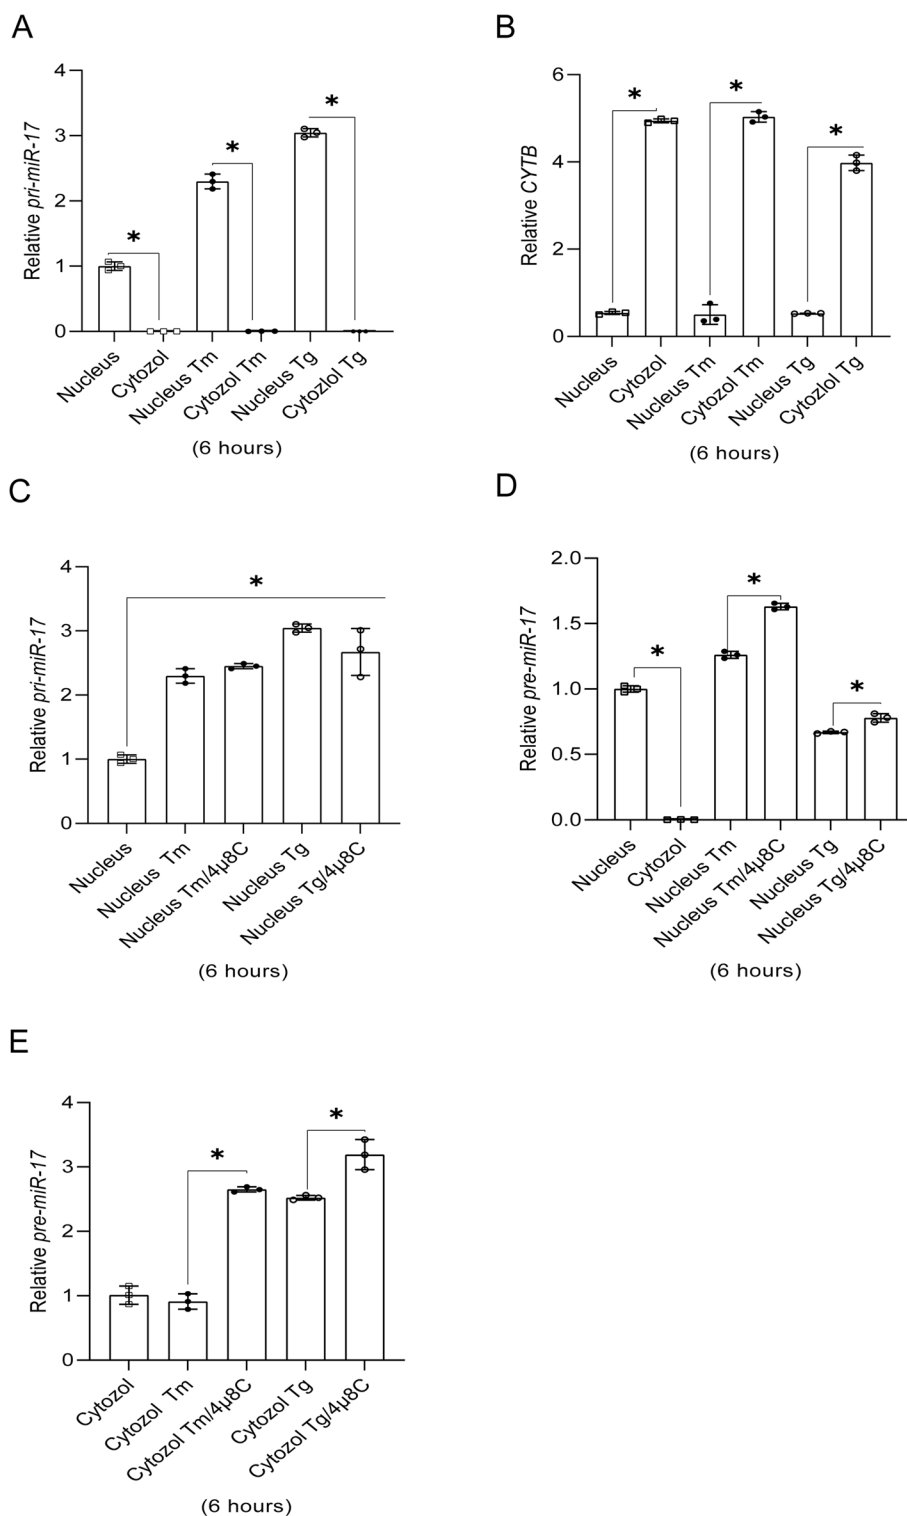 A
Relative pri-miR-17
4
3
2
1
0
*
*
*
Nucleus
Cytozol
Nucleus Tm
Cytozol Tm
Nucleus Tg
Cytozlol Tg
(6 hours)
B
Relative CYTB
6
4
2
0
*
*
*
Nucleus
Cytozol
Nucleus Tm
Cytozol Tm
Nucleus Tg
Cytozlol Tg
(6 hours)
C
Relative pri-miR-17
4
3
2
1
0
*
Nucleus
Nucleus Tm
Nucleus Tm/4µ8C
Nucleus Tg
Nucleus Tg/4µ8C
(6 hours)
D
Relative pre-miR-17
2.0
1.5
1.0
0.5
0.0
*
*
*
Nucleus
Cytozol
Nucleus Tm
Nucleus Tm/4µ8C
Nucleus Tg
Nucleus Tg/4µ8C
(6 hours)
E
Relative pre-miR-17
4
3
2
1
0
*
*
Cytozol
Cytozol Tm
Cytozol Tm/4µ8C
Cytozol Tg
Cytozol Tg/4µ8C
(6 hours)